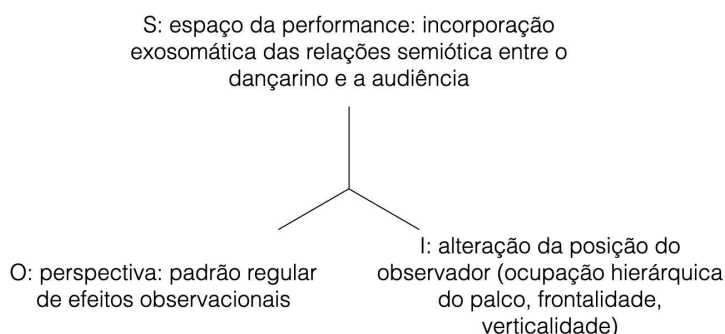 S: espaço da performance: incorporação
exosomática das relações semiótica entre o
dançarino e a audiência
O: perspectiva: padrão regular
de efeitos observacionais
I: alteração da posição do
observador (ocupação hierárquica
do palco, frontalidade,
verticalidade)